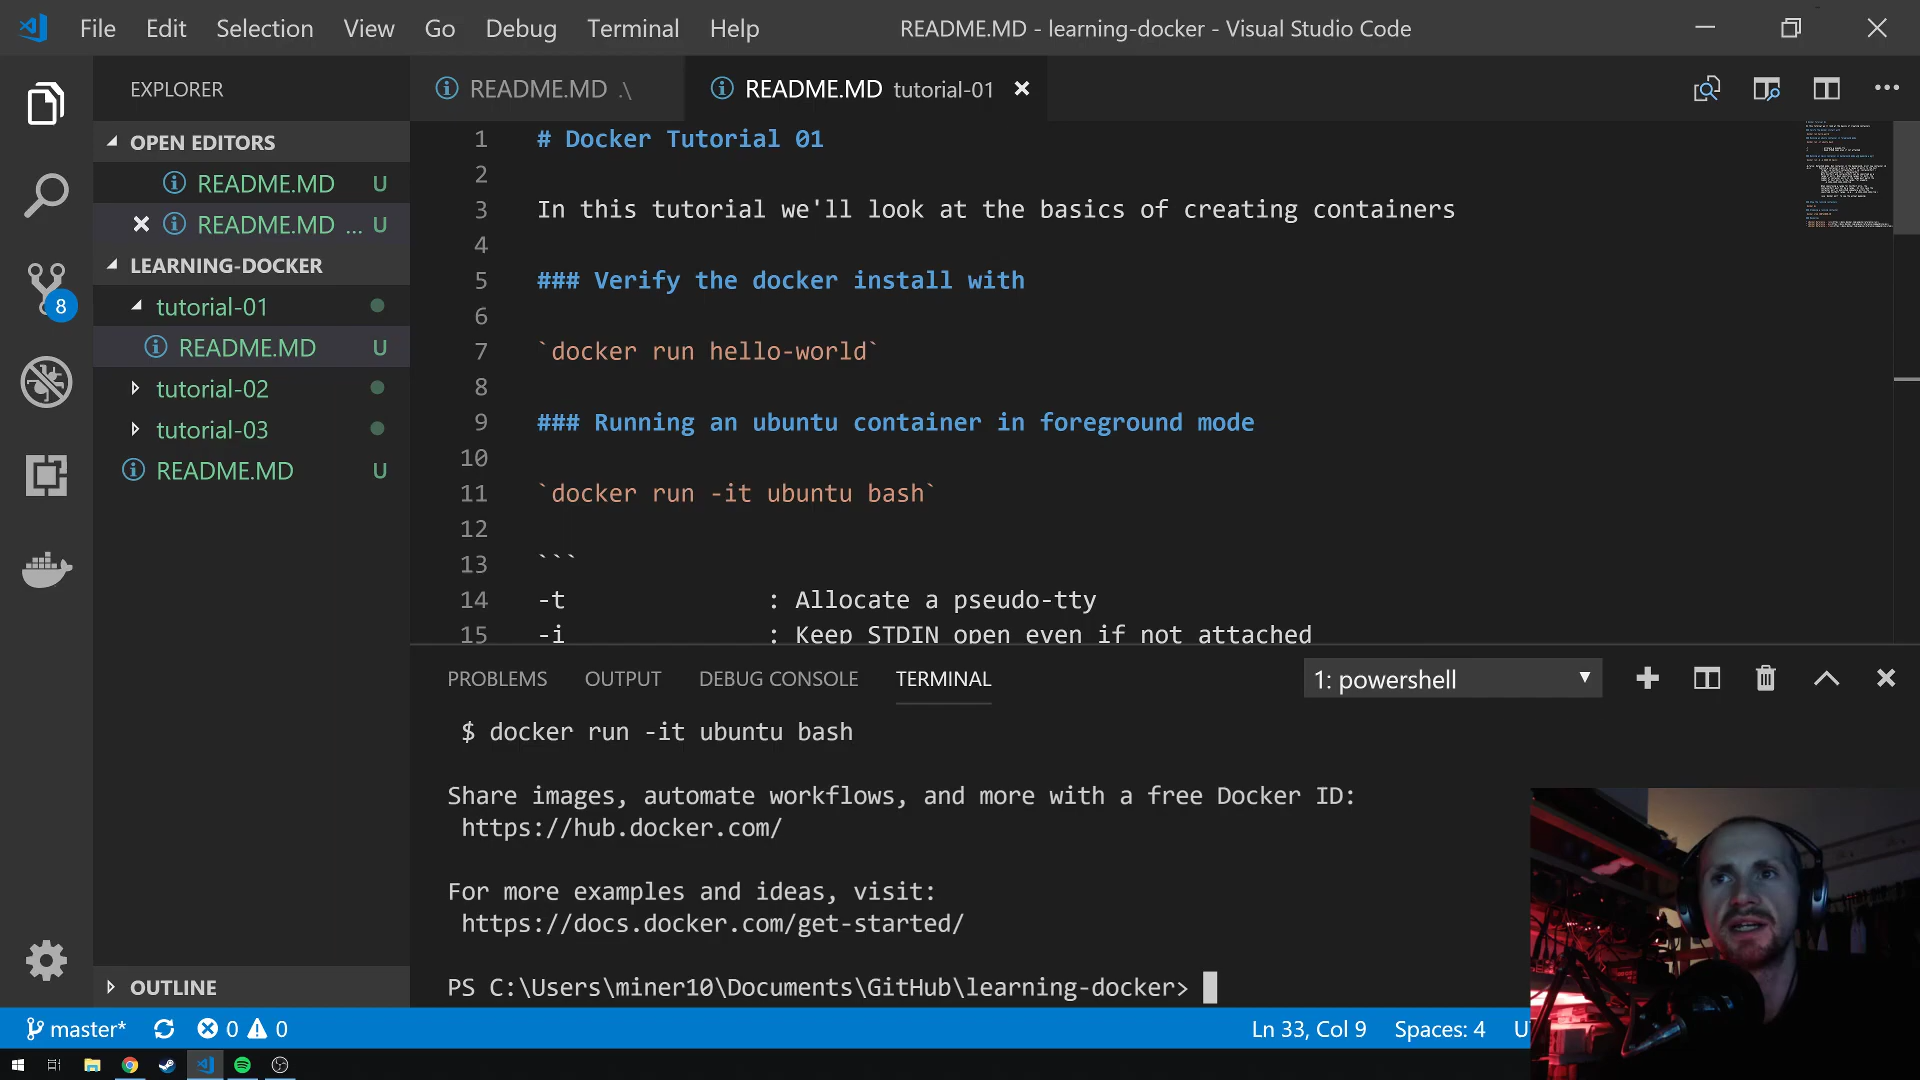 File Edit Selection View Go Debug Terminal Help
README.MD - learning-docker - Visual Studio Code
EXPLORER
OPEN EDITORS
README.MD U
README.MD ... U
LEARNING-DOCKER
tutorial-01
README.MD U
tutorial-02
tutorial-03
README.MD U
OUTLINE
8
README.MD .\
README.MD tutorial-01
1 # Docker Tutorial 01
2
3 In this tutorial we'll look at the basics of creating containers
4
5 ### Verify the docker install with
6
7 `docker run hello-world`
8
9 ### Running an ubuntu container in foreground mode
10
11 `docker run -it ubuntu bash`
12
13 ```
14 -t : Allocate a pseudo-tty
15 -i : Keep STDIN open even if not attached
PROBLEMS OUTPUT DEBUG CONSOLE TERMINAL
1: powershell
$ docker run -it ubuntu bash
Share images, automate workflows, and more with a free Docker ID:
https://hub.docker.com/
For more examples and ideas, visit:
https://docs.docker.com/get-started/
PS C:\Users\miner10\Documents\GitHub\learning-docker>
master* 0 0
Ln 33, Col 9 Spaces: 4